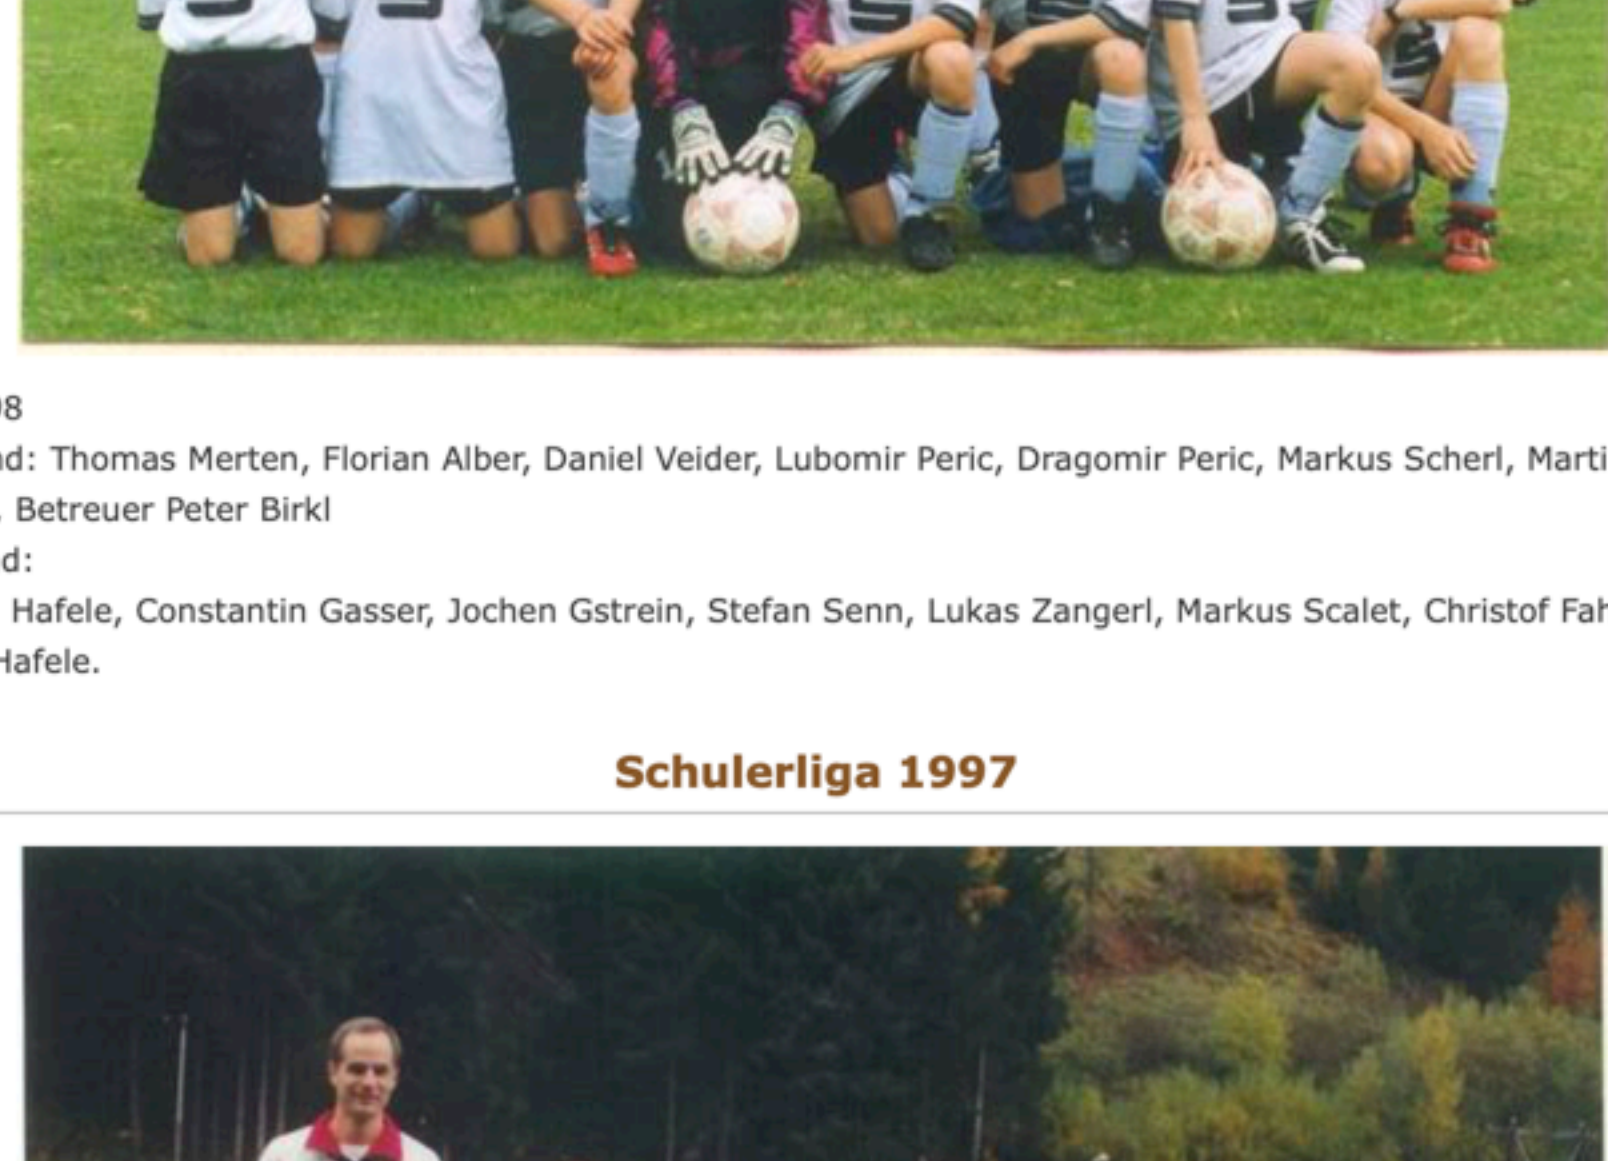 98
nd: Thomas Merten, Florian Alber, Daniel Veider, Lubomir Peric, Dragomir Peric, Markus Scherl, Marti
, Betreuer Peter Birkl
d:
Hafele, Constantin Gasser, Jochen Gstrein, Stefan Senn, Lukas Zangerl, Markus Scalet, Christof Fah
Hafele.
Schulerliga 1997